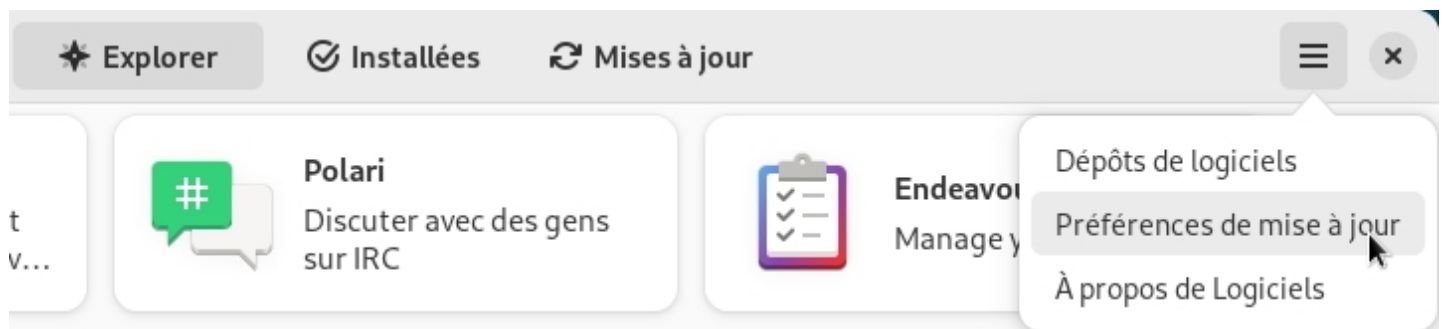 Explorer
Installées
Mises à jour
t
v…
Polari
Discuter avec des gens
sur IRC
#
Manage
Dépôts de logiciels
Préférences de mise à jour
À propos de Logiciels